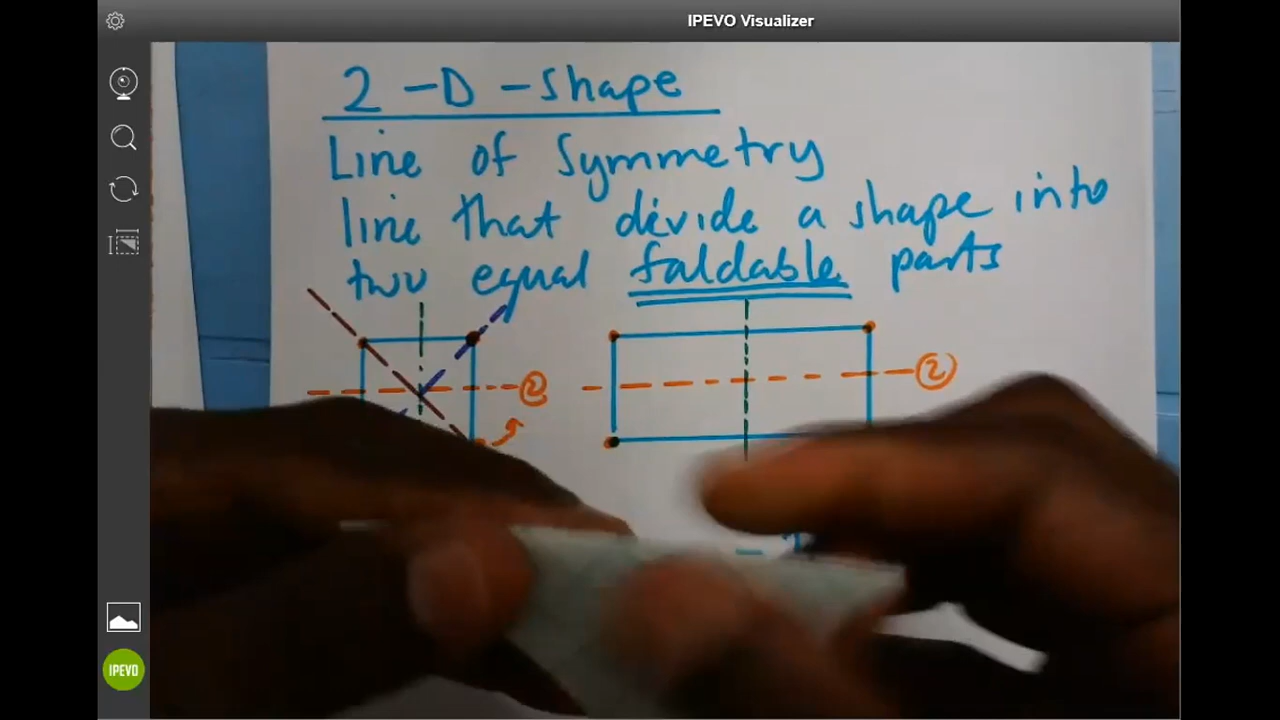 IPEVO Visualizer
2-D-Shape
Line of Symmetry
line that divide a shape into
two equal faldable parts
②
②
IPEVO